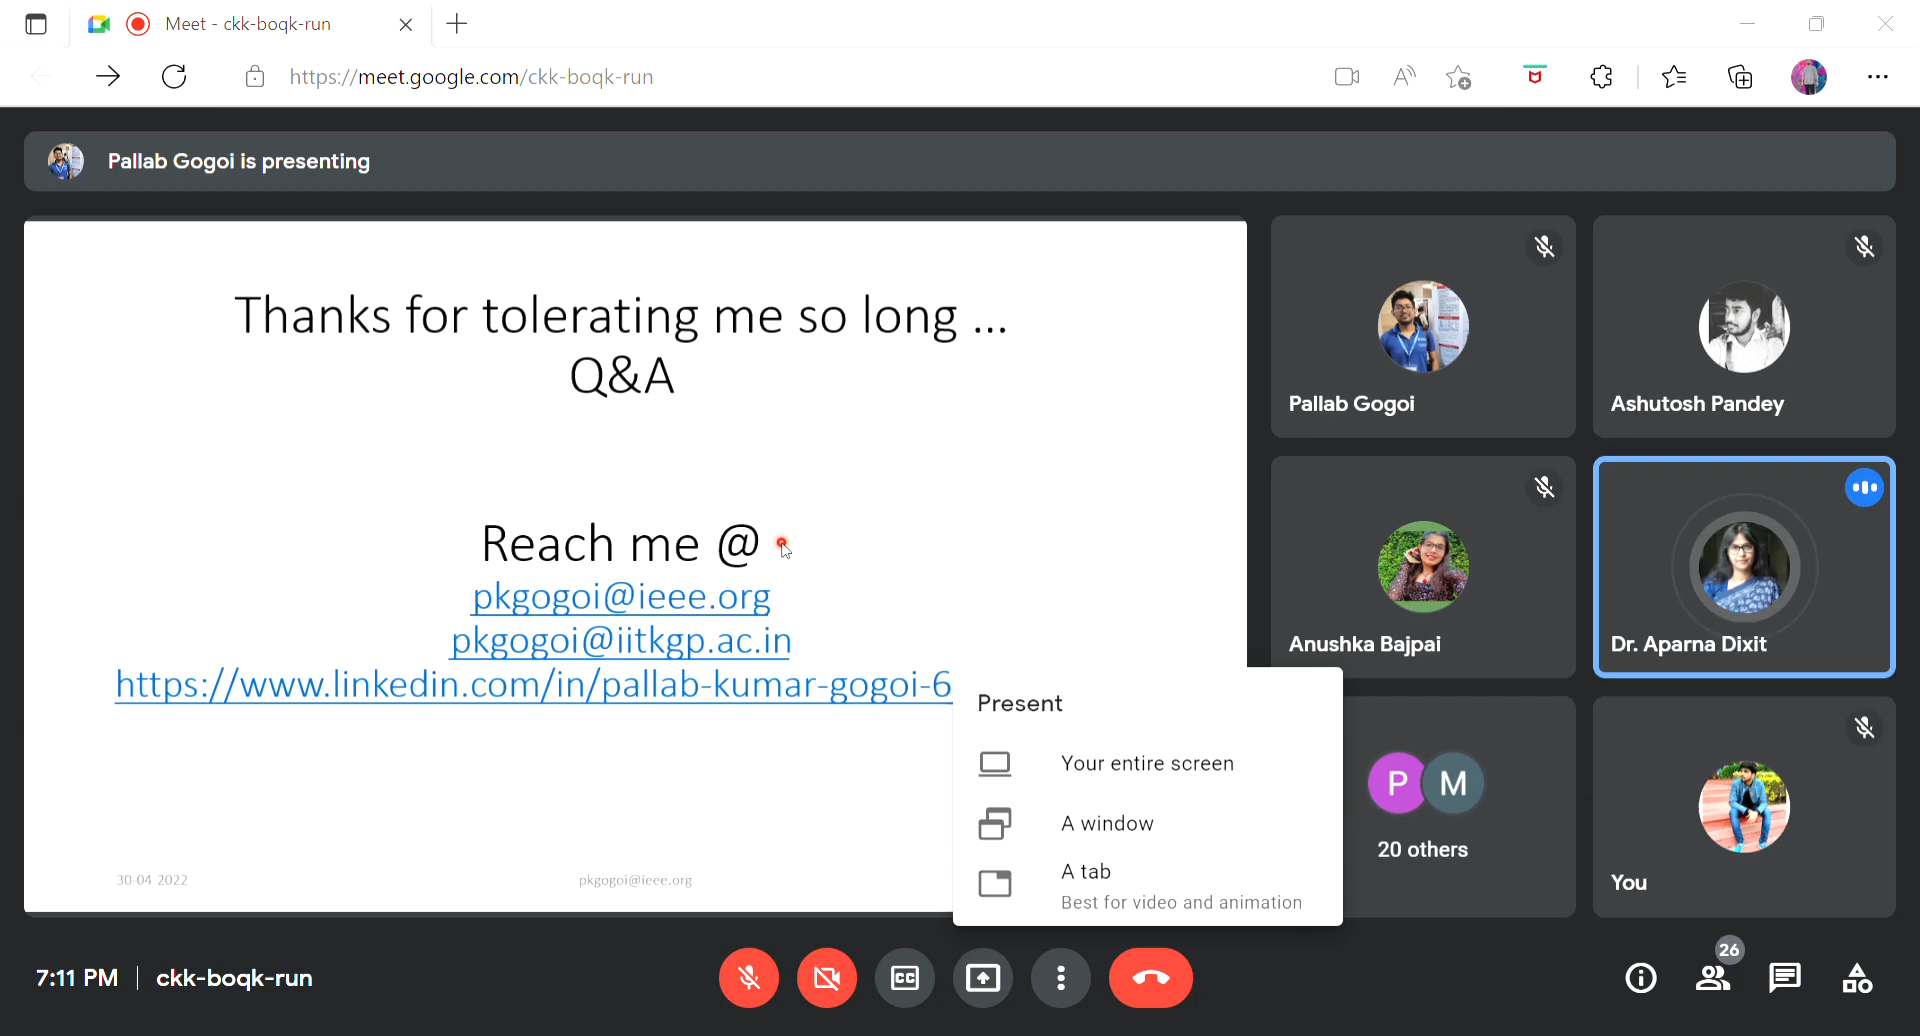 Meet - ckk-boqk-run
https://meet.google.com/ckk-boqk-run
Pallab Gogoi is presenting
Thanks for tolerating me so long ...
Q&A
Reach me @
pkgogoi@ieee.org
pkgogoi@iitkgp.ac.in
https://www.linkedin.com/in/pallab-kumar-gogoi-6
30-04-2022
pkgogoi@ieee.org
Present
Your entire screen
A window
A tab
Best for video and animation
Pallab Gogoi
Ashutosh Pandey
Anushka Bajpai
Dr. Aparna Dixit
P M
20 others
You
7:11 PM | ckk-boqk-run
CC
26